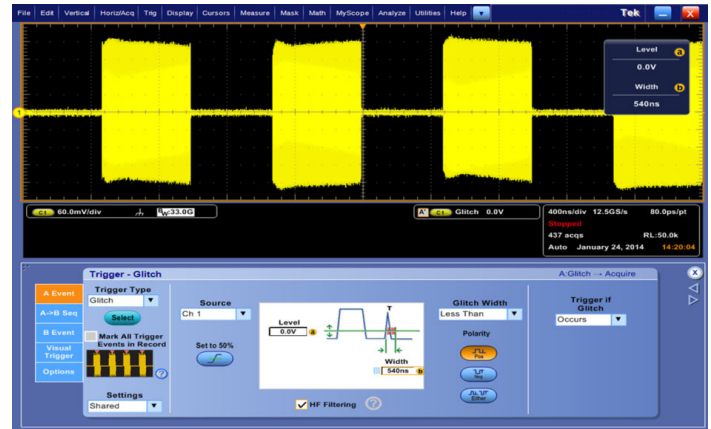 File Edit Vertical Horiz/Acq Trig Display Cursors Measure Mask Math MyScope Analyze Utilities Help Tek X
Level a
0.0V
Width b
540ns
1
C1 60.0mV/div BW:33.0G
A' C1 Glitch 0.0V
400ns/div 12.5GS/s 80.0ps/pt
Stopped
437 acqs RL:50.0k
Auto January 24, 2014 14:20:04
Trigger - Glitch A:Glitch → Acquire X
A Event
A->B Seq
B Event
Visual
Trigger
Options
Trigger Type
Glitch
Select
Mark All Trigger
Events in Record
?
Settings
Shared
Source
Ch 1
Set to 50%
Level
0.0V a
T
Width
540ns b
HF Filtering ?
Glitch Width
Less Than
Polarity
Pos
Neg
Either
Trigger if
Glitch
Occurs